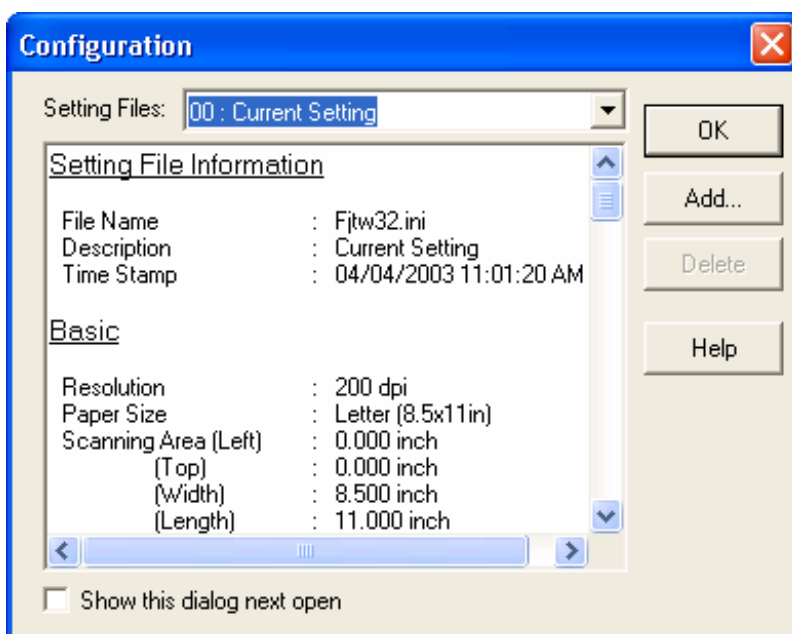 Configuration
Setting Files: 00 : Current Setting
OK
Add...
Delete
Help
Setting File Information
File Name : Fjtw32.ini
Description : Current Setting
Time Stamp : 04/04/2003 11:01:20 AM
Basic
Resolution : 200 dpi
Paper Size : Letter (8.5x11in)
Scanning Area (Left) : 0.000 inch
(Top) : 0.000 inch
(Width) : 8.500 inch
(Length) : 11.000 inch
Show this dialog next open